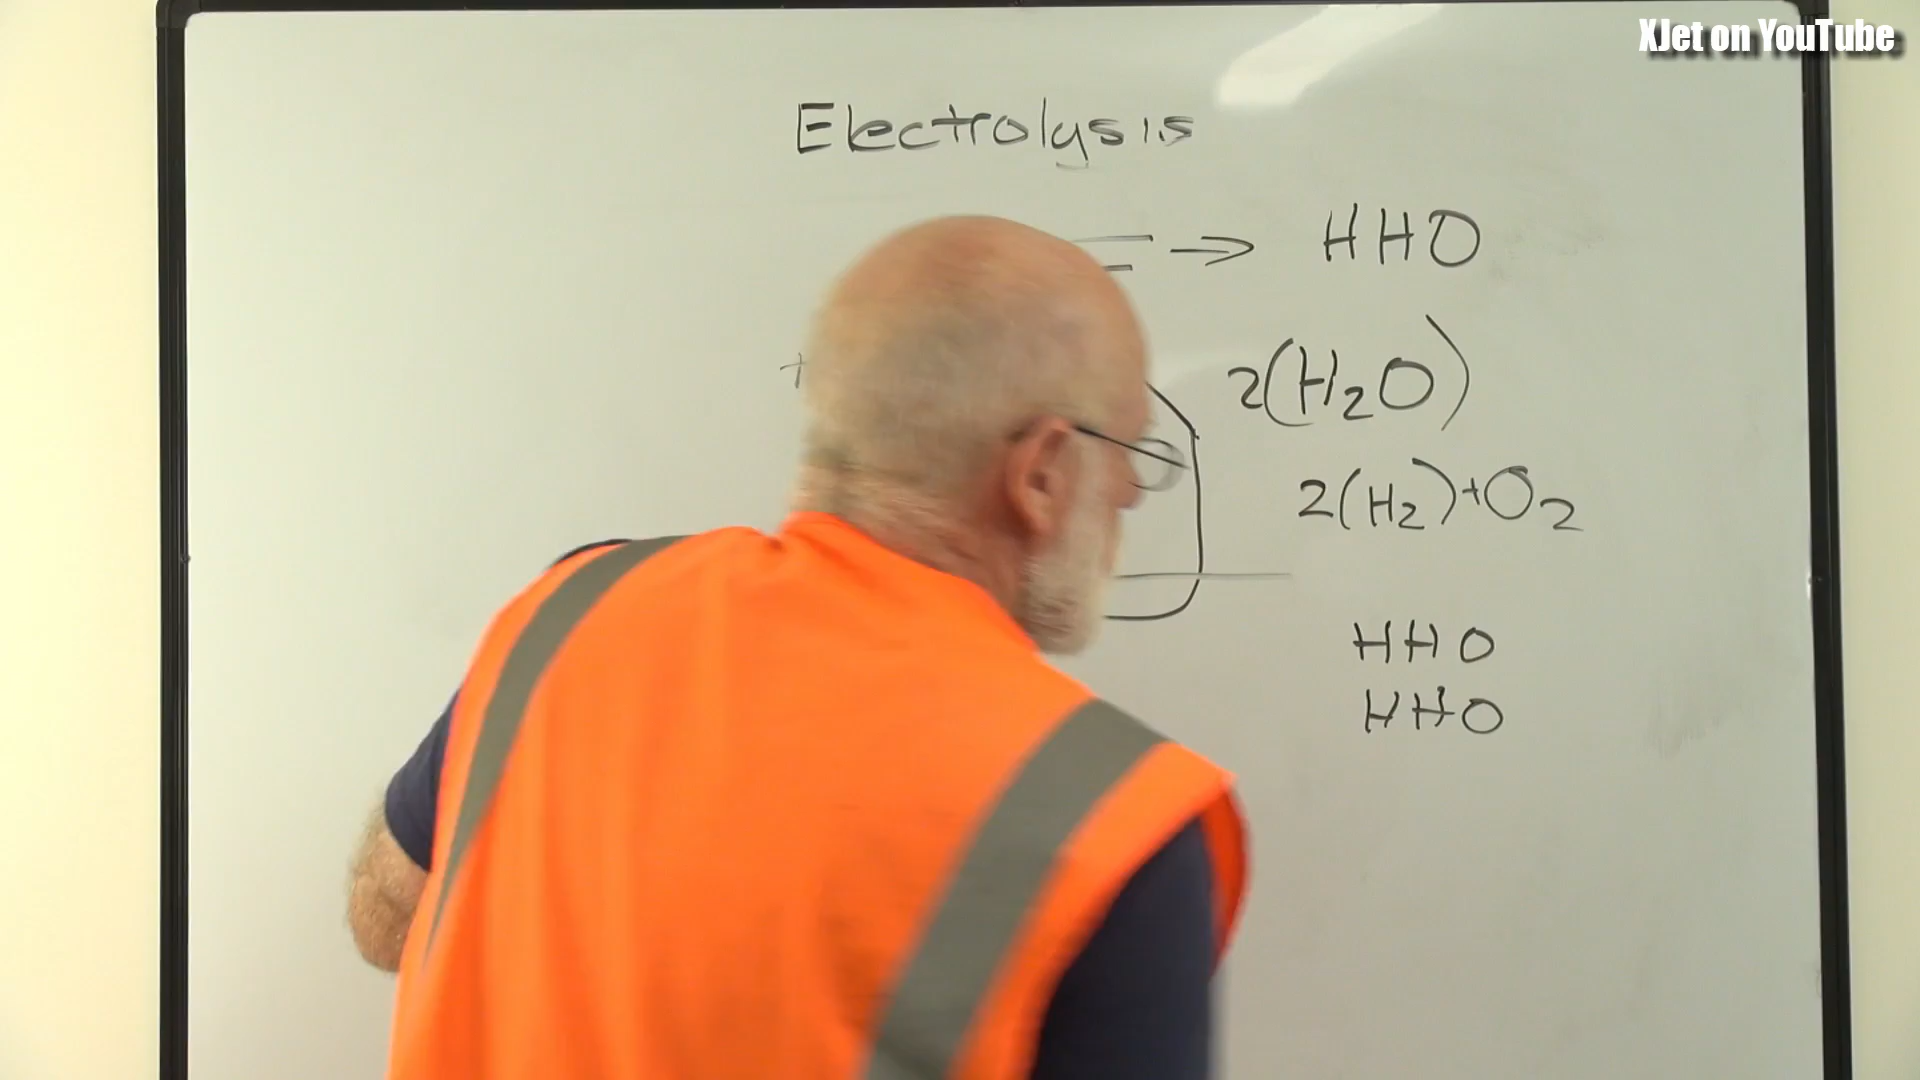 XJet on YouTube
Electrolysis
= → HHO
+
2(H₂O)
2(H₂)+O₂
HHO
HHO